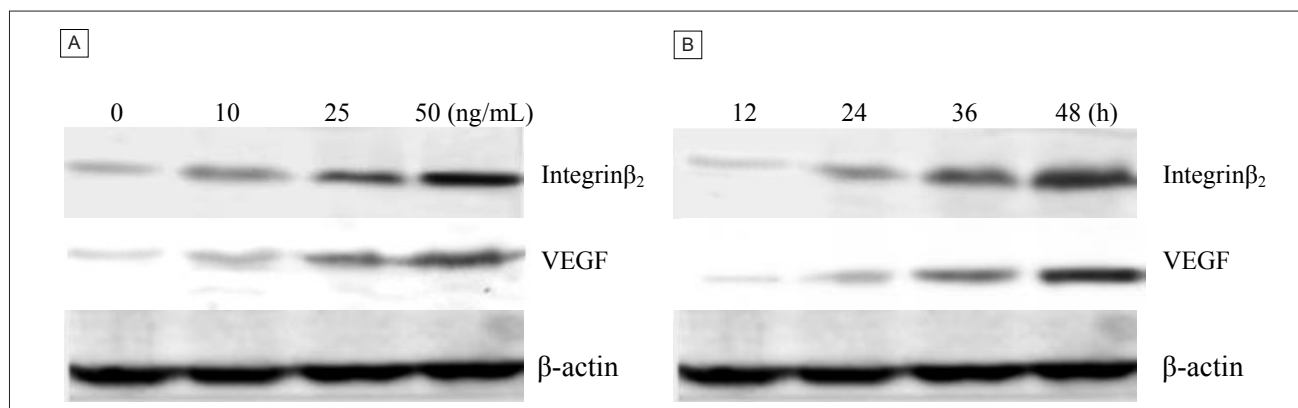 A
0 10 25 50 (ng/mL)
Integrinβ₂
VEGF
β-actin
B
12 24 36 48 (h)
Integrinβ₂
VEGF
β-actin